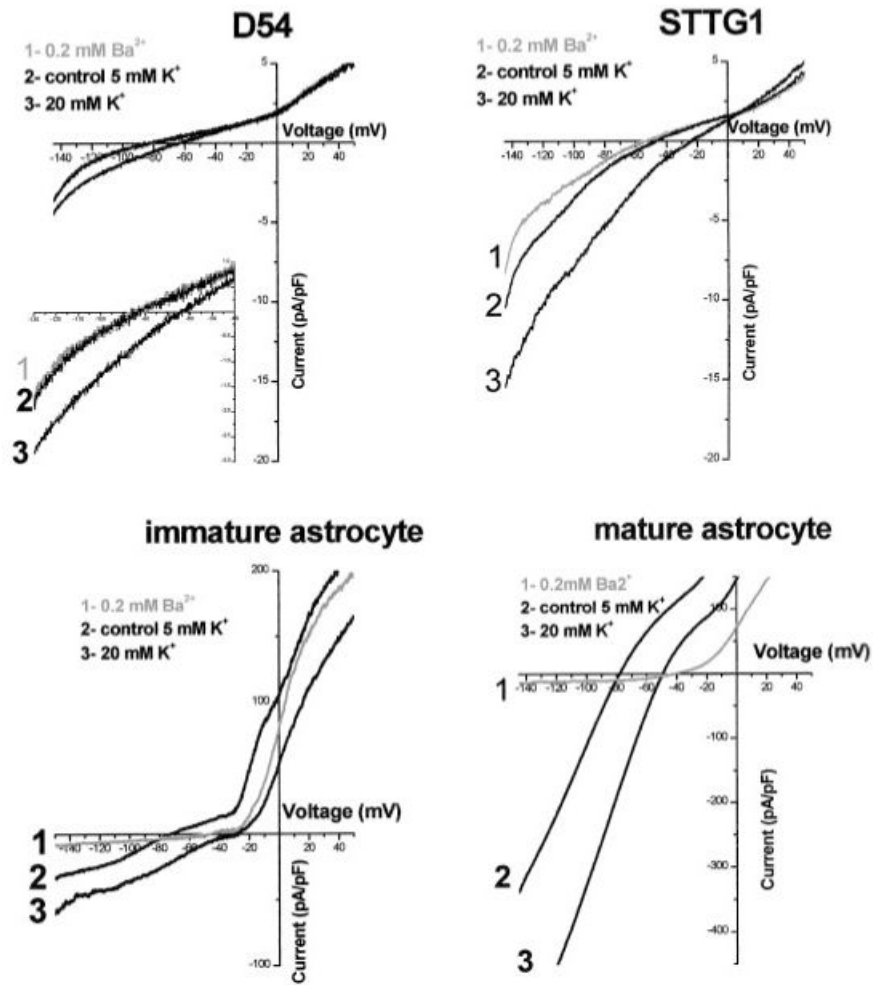 D54
1- 0.2 mM Ba²⁺
2- control 5 mM K⁺
3- 20 mM K⁺
5
Voltage (mV)
-140 -120 -100 -80 -60 -40 -20 0 20 40
-5
-10
-15
-20
Current (pA/pF)
1
2
3
STTG1
1- 0.2 mM Ba²⁺
2- control 5 mM K⁺
3- 20 mM K⁺
5
Voltage (mV)
-140 -120 -100 -80 -60 -40 -20 0 20 40
-5
-10
-15
-20
Current (pA/pF)
1
2
3
immature astrocyte
1- 0.2 mM Ba²⁺
2- control 5 mM K⁺
3- 20 mM K⁺
200
100
Voltage (mV)
-140 -120 -100 -80 -60 -40 -20 0 20 40
-100
Current (pA/pF)
1
2
3
mature astrocyte
1- 0.2mM Ba2⁺
2- control 5 mM K⁺
3- 20 mM K⁺
100
Voltage (mV)
-140 -120 -100 -80 -60 -40 -20 0 20 40
-100
-200
-300
-400
Current (pA/pF)
1
2
3